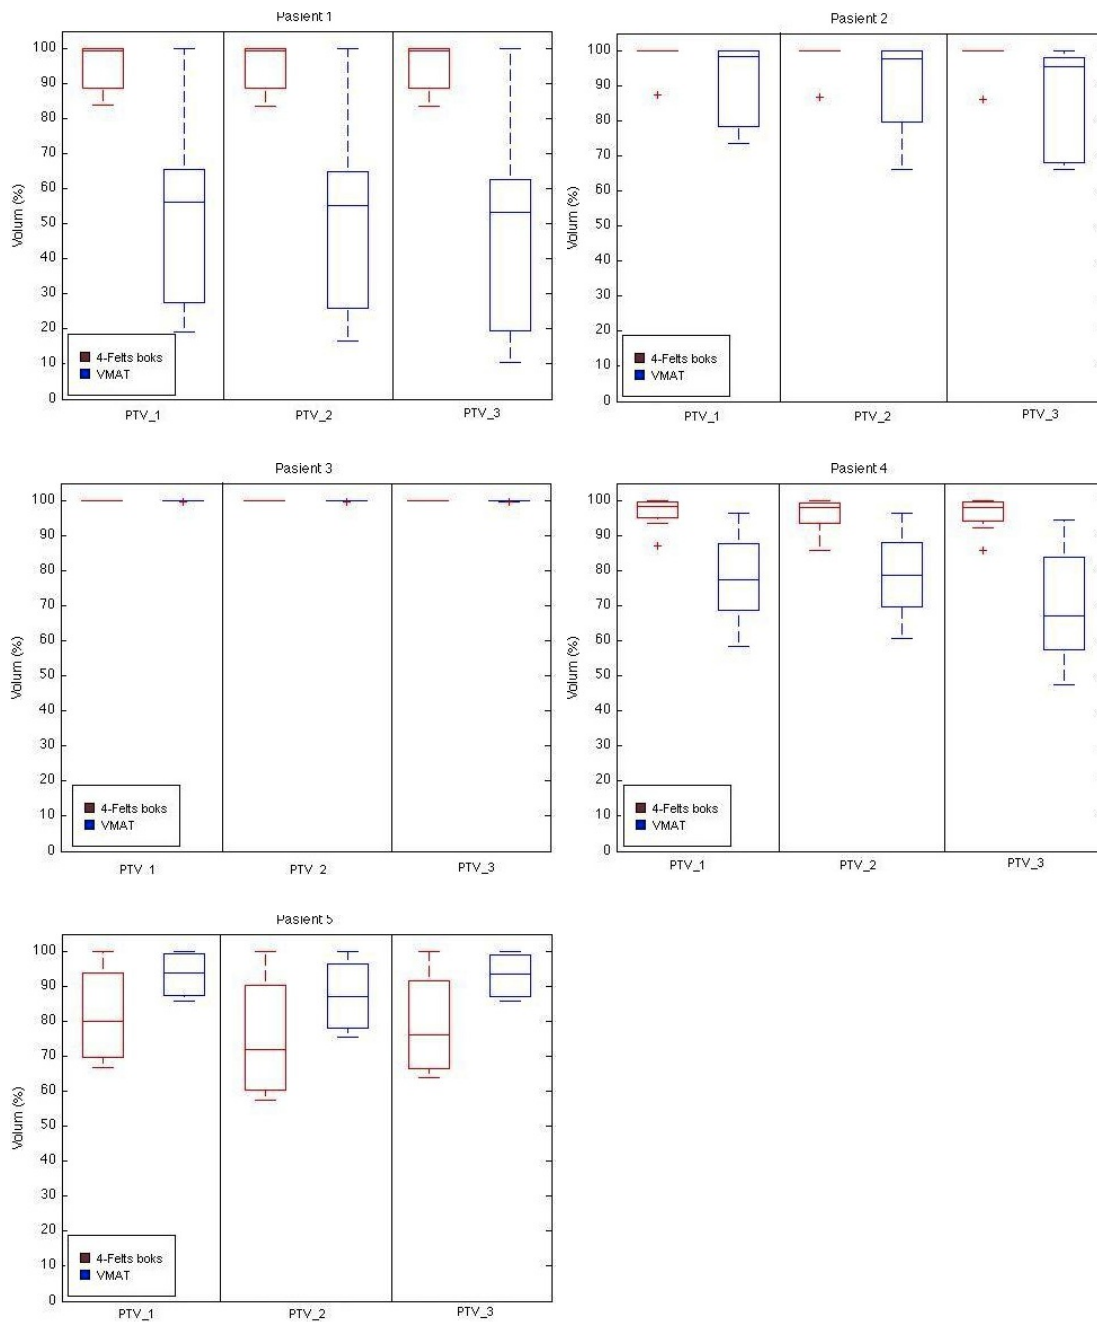 Pasient 1
100
90
80
70
60
50
40
30
20
10
0
Volum (%)
4-Felts boks
VMAT
PTV_1
PTV_2
PTV_3
Pasient 2
100
90
80
70
60
50
40
30
20
10
0
Volum (%)
4-Felts boks
VMAT
PTV_1
PTV_2
PTV_3
Pasient 3
100
90
80
70
60
50
40
30
20
10
0
Volum (%)
4-Felts boks
VMAT
PTV_1
PTV_2
PTV_3
Pasient 4
100
90
80
70
60
50
40
30
20
10
0
Volum (%)
4-Felts boks
VMAT
PTV_1
PTV_2
PTV_3
Pasient 5
100
90
80
70
60
50
40
30
20
10
0
Volum (%)
4-Felts boks
VMAT
PTV_1
PTV_2
PTV_3